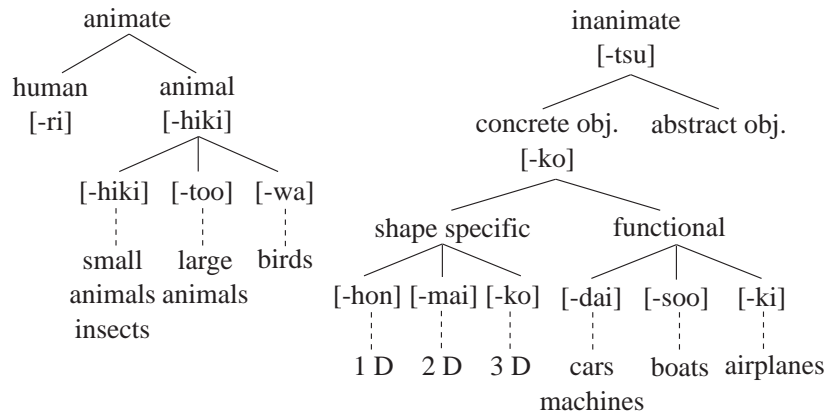 animate
human animal
[-ri] [-hiki]
[-hiki] [-too] [-wa]
small large birds
animals animals
insects
inanimate
[-tsu]
concrete obj. abstract obj.
[-ko]
shape specific functional
[-hon] [-mai] [-ko] [-dai] [-soo] [-ki]
1 D 2 D 3 D cars boats airplanes
machines